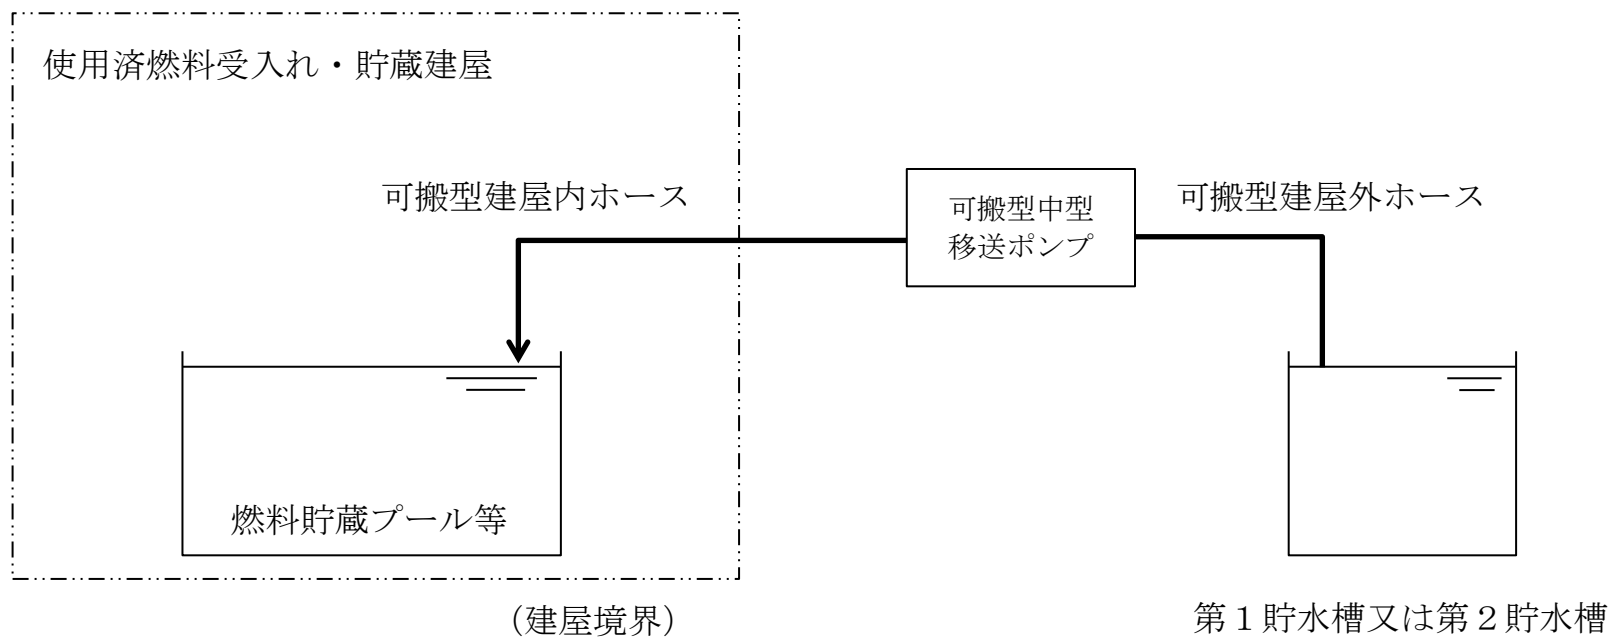 使用済燃料受入れ・貯蔵建屋
可搬型建屋内ホース
可搬型中型
移送ポンプ
可搬型建屋外ホース
燃料貯蔵プール等
（建屋境界）
第１貯水槽又は第２貯水槽